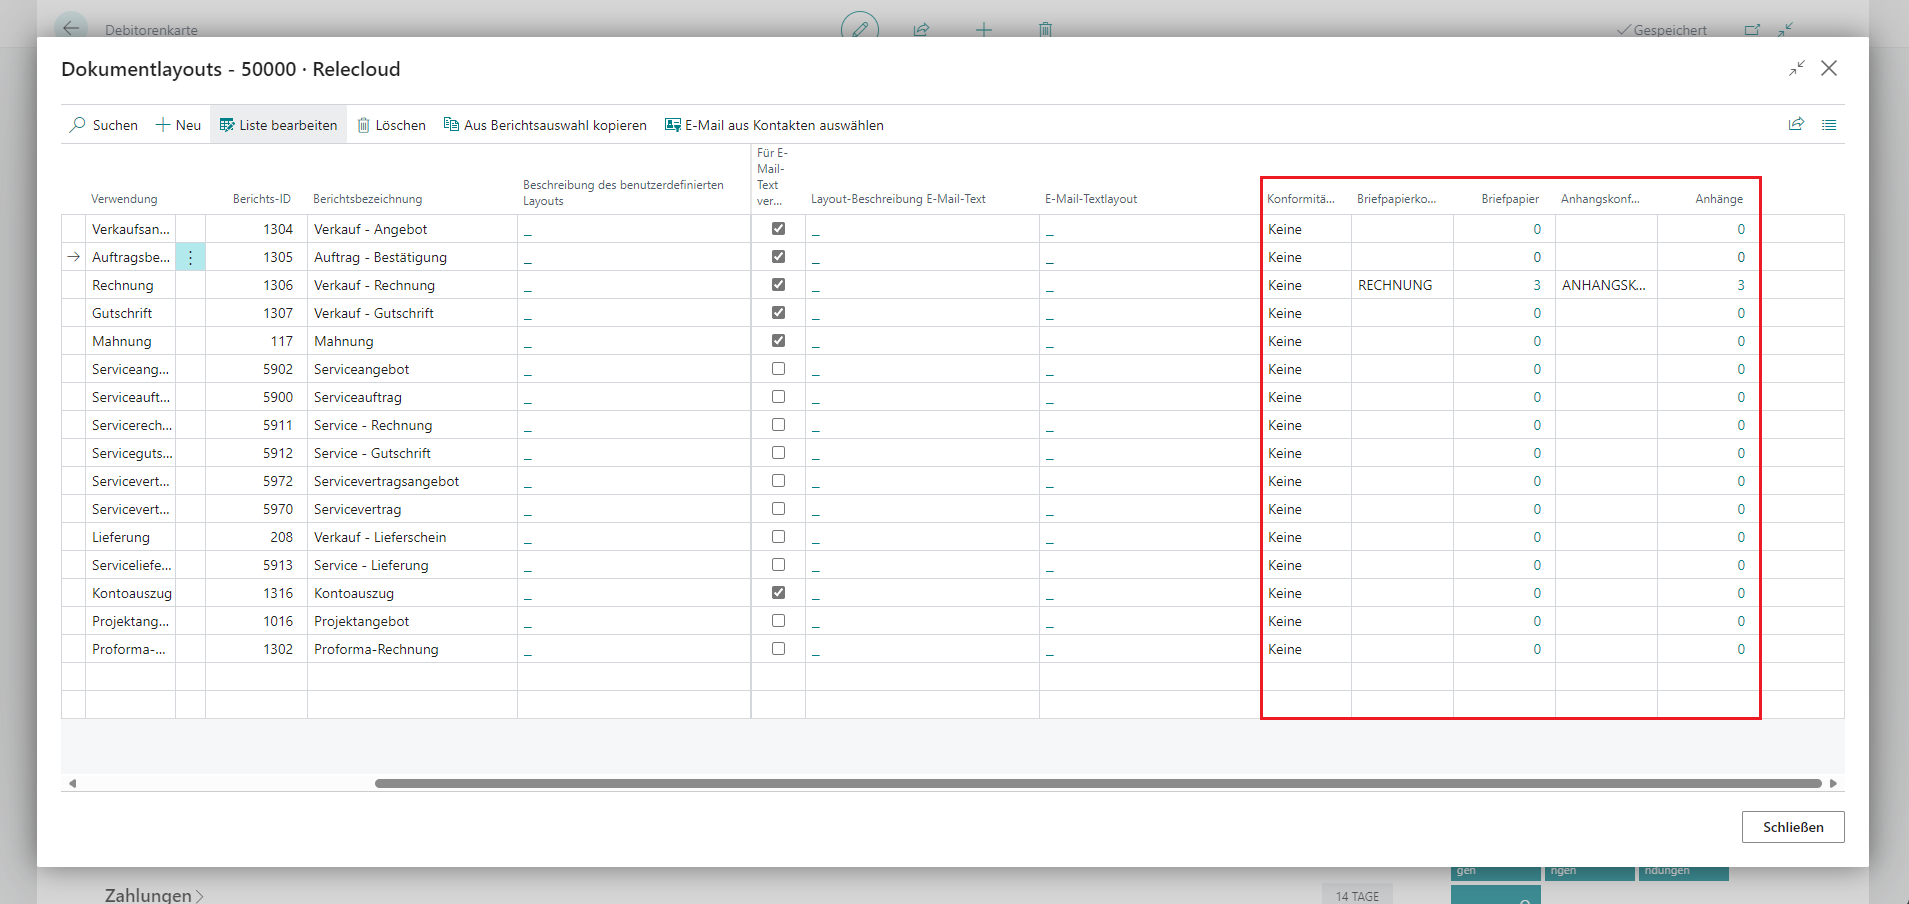 Debitorenkarte
Gespeichert
Dokumentlayouts - 50000 · Relecloud
Suchen Neu Liste bearbeiten Löschen Aus Berichtsauswahl kopieren E-Mail aus Kontakten auswählen
Verwendung Berichts-ID Berichtsbezeichnung Beschreibung des benutzerdefinierten Layouts Für E-Mail-Text ver... Layout-Beschreibung E-Mail-Text E-Mail-Textlayout Konformitä... Briefpapierko... Briefpapier Anhangskonf... Anhänge
Verkaufsan... 1304 Verkauf - Angebot _ _ _ Keine 0 0
Auftragsbe... 1305 Auftrag - Bestätigung _ _ _ Keine 0 0
Rechnung 1306 Verkauf - Rechnung _ _ _ Keine RECHNUNG 3 ANHANGSK... 3
Gutschrift 1307 Verkauf - Gutschrift _ _ _ Keine 0 0
Mahnung 117 Mahnung _ _ _ Keine 0 0
Serviceang... 5902 Serviceangebot _ _ _ Keine 0 0
Serviceauft... 5900 Serviceauftrag _ _ _ Keine 0 0
Servicerech... 5911 Service - Rechnung _ _ _ Keine 0 0
Serviceguts... 5912 Service - Gutschrift _ _ _ Keine 0 0
Servicevert... 5972 Servicevertragsangebot _ _ _ Keine 0 0
Servicevert... 5970 Servicevertrag _ _ _ Keine 0 0
Lieferung 208 Verkauf - Lieferschein _ _ _ Keine 0 0
Serviceliefe... 5913 Service - Lieferung _ _ _ Keine 0 0
Kontoauszug 1316 Kontoauszug _ _ _ Keine 0 0
Projektang... 1016 Projektangebot _ _ _ Keine 0 0
Proforma-... 1302 Proforma-Rechnung _ _ _ Keine 0 0
Schließen
gen ngen ndungen
Zahlungen
14 TAGE